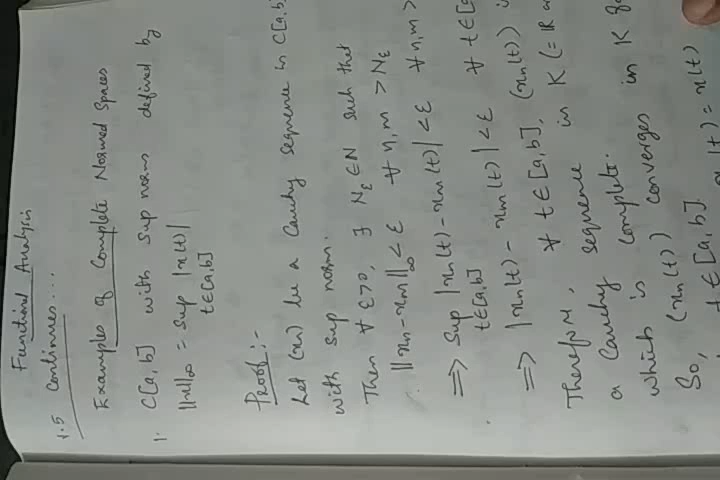 Functional Analysis
1.5 continues....
Examples of Complete Normed Spaces
1. C[a,b] with sup norm defined by
||x||∞ = sup |x(t)|
t∈[a,b]
Proof:-
Let (xn) be a Cauchy sequence in C[a,b
with sup norm.
Then ∀ ε>0, ∃ Nε ∈ N such that
||xn-xm||∞ < ε ∀ n,m > Nε
⟹ sup |xn(t)-xm(t)| < ε ∀ n,m >
t∈[a,b]
⟹ |xn(t)-xm(t)| < ε ∀ t∈[a
Therefore, ∀ t∈[a,b], (xn(t)) i
a Cauchy sequence in K (=R
which is complete.
So, (xn(t)) converges in K
t∈[a,b]
(t) = x(t)